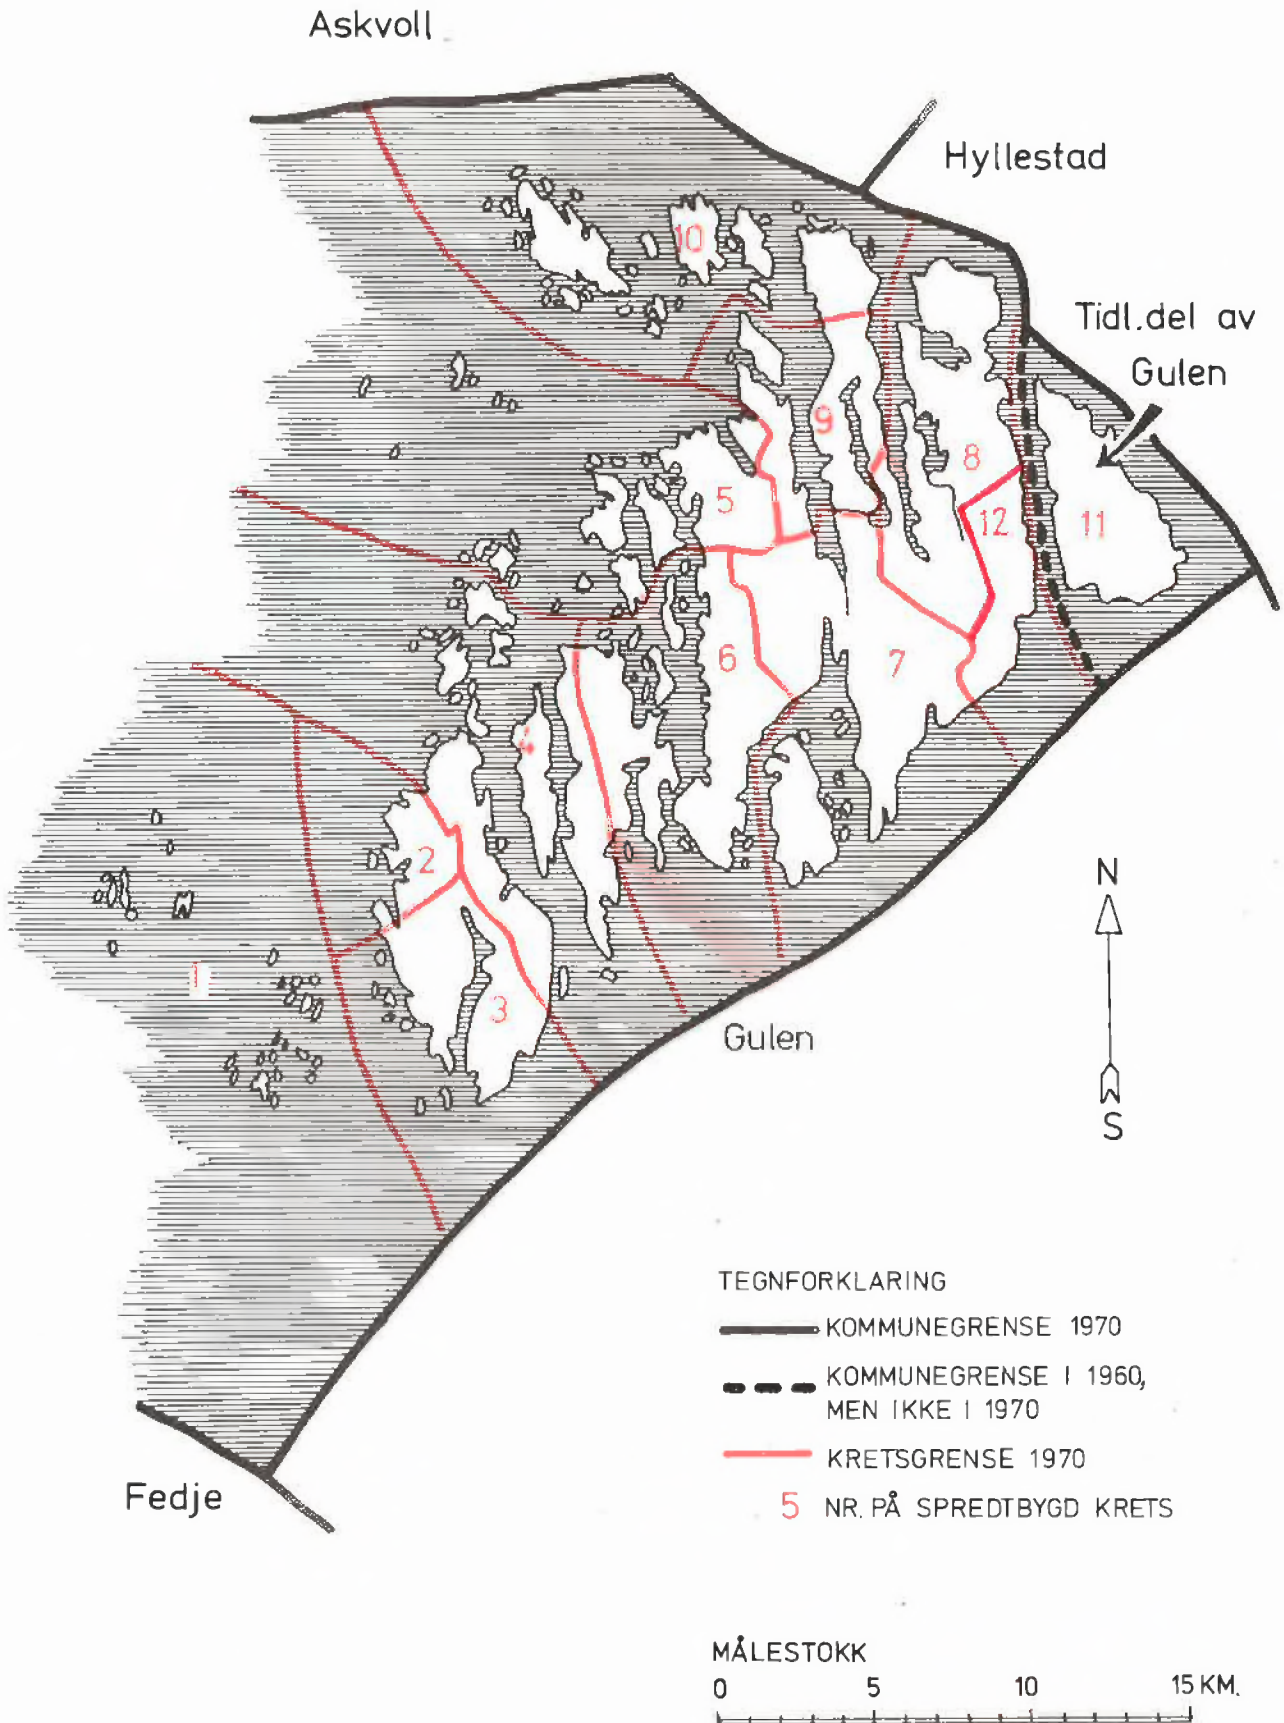 Askvoll
Hyllestad
Tidl.del av
Gulen
10
9
8
5
12
11
6
7
4
2
1
3
Gulen
N
S
TEGNFORKLARING
KOMMUNEGRENSE 1970
KOMMUNEGRENSE I 1960,
MEN IKKE I 1970
KRETSGRENSE 1970
5 NR. PÅ SPREDTBYGD KRETS
Fedje
MÅLESTOKK
0 5 10 15 KM.